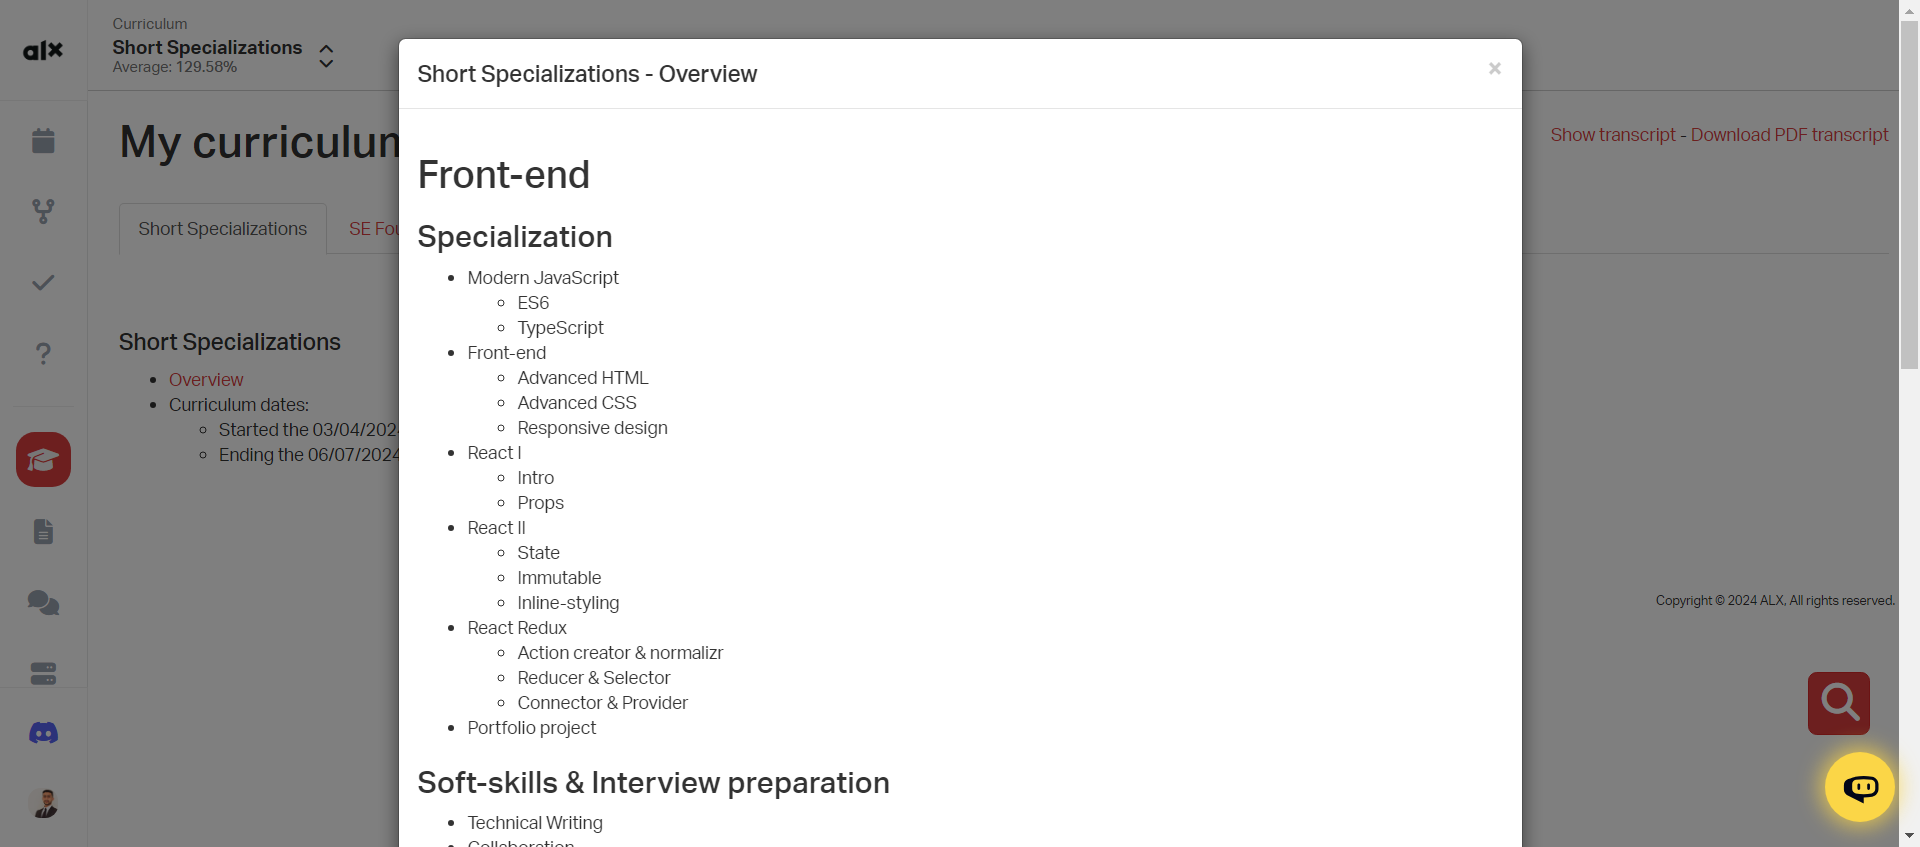 alx
Curriculum
Short Specializations
Average: 129.58%
My curriculum
Show transcript - Download PDF transcript
Short Specializations
SE Fou
Short Specializations
Overview
Curriculum dates:
Started the 03/04/202
Ending the 06/07/2024
Short Specializations - Overview
×
Front-end
Specialization
Modern JavaScript
ES6
TypeScript
Front-end
Advanced HTML
Advanced CSS
Responsive design
React I
Intro
Props
React II
State
Immutable
Inline-styling
React Redux
Action creator & normalizr
Reducer & Selector
Connector & Provider
Portfolio project
Soft-skills & Interview preparation
Technical Writing
Collaboration
Copyright © 2024 ALX, All rights reserved.